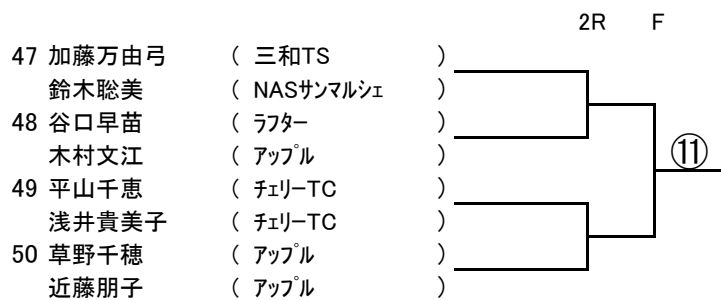 2R F
47 加藤万由弓 ( 三和TS )
鈴木聡美 ( NASサンマルシェ )
48 谷口早苗 ( ラフター )
木村文江 ( アップル )
⑪
49 平山千恵 ( チェリーTC )
浅井貴美子 ( チェリーTC )
50 草野千穂 ( アップル )
近藤朋子 ( アップル )